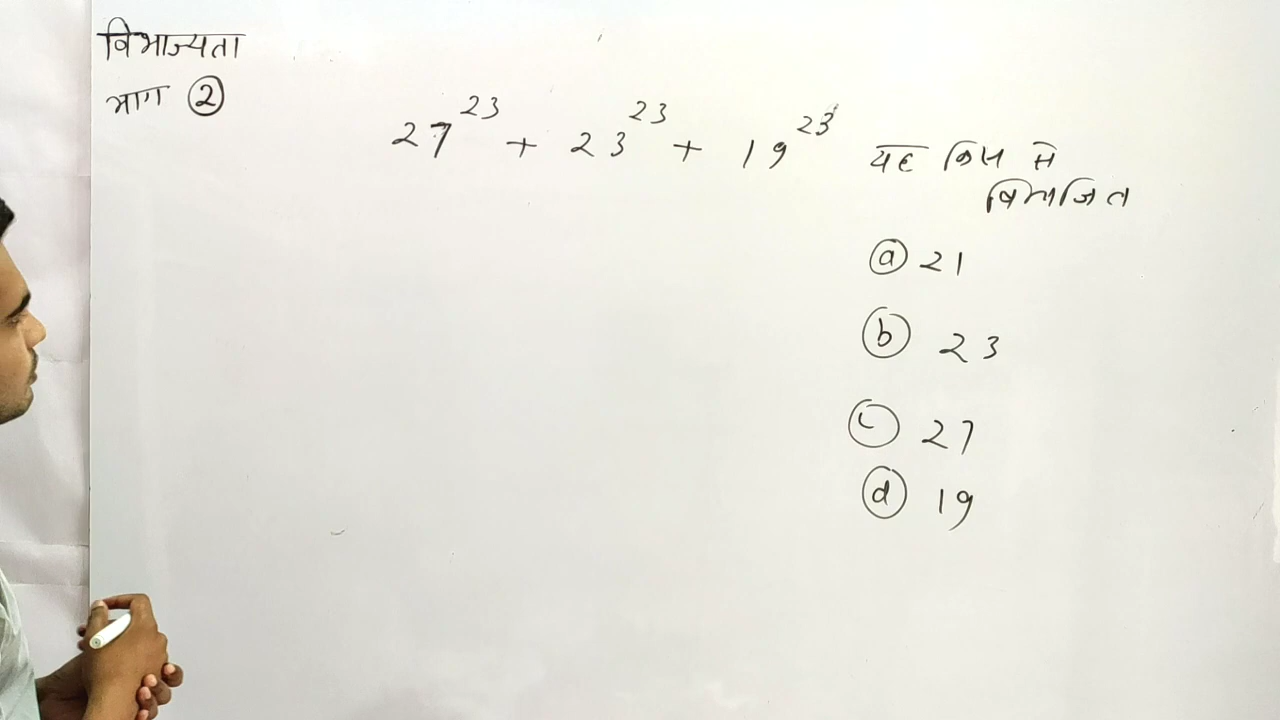 विभाज्यता
भाग ②
27²³ + 23²³ + 19²³ यह किस से
विभाजित
ⓐ 21
ⓑ 23
ⓒ 27
ⓓ 19